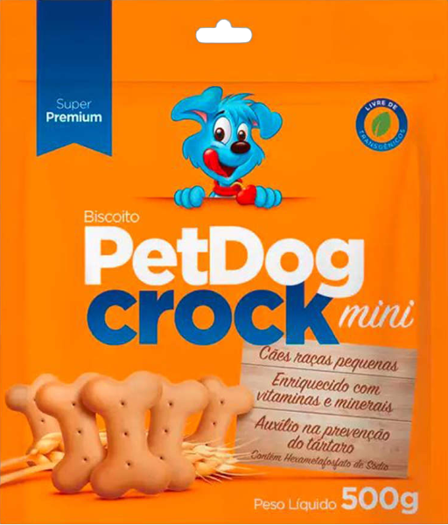 Super
Premium
LIVRE DE
TRANSGÊNICOS
Biscoito
PetDog
crock mini
Cães raças pequenas
Enriquecido com
vitaminas e minerais
Auxílio na prevenção
do tártaro
Contém Hexametafosfato de Sódio
Peso Líquido 500g